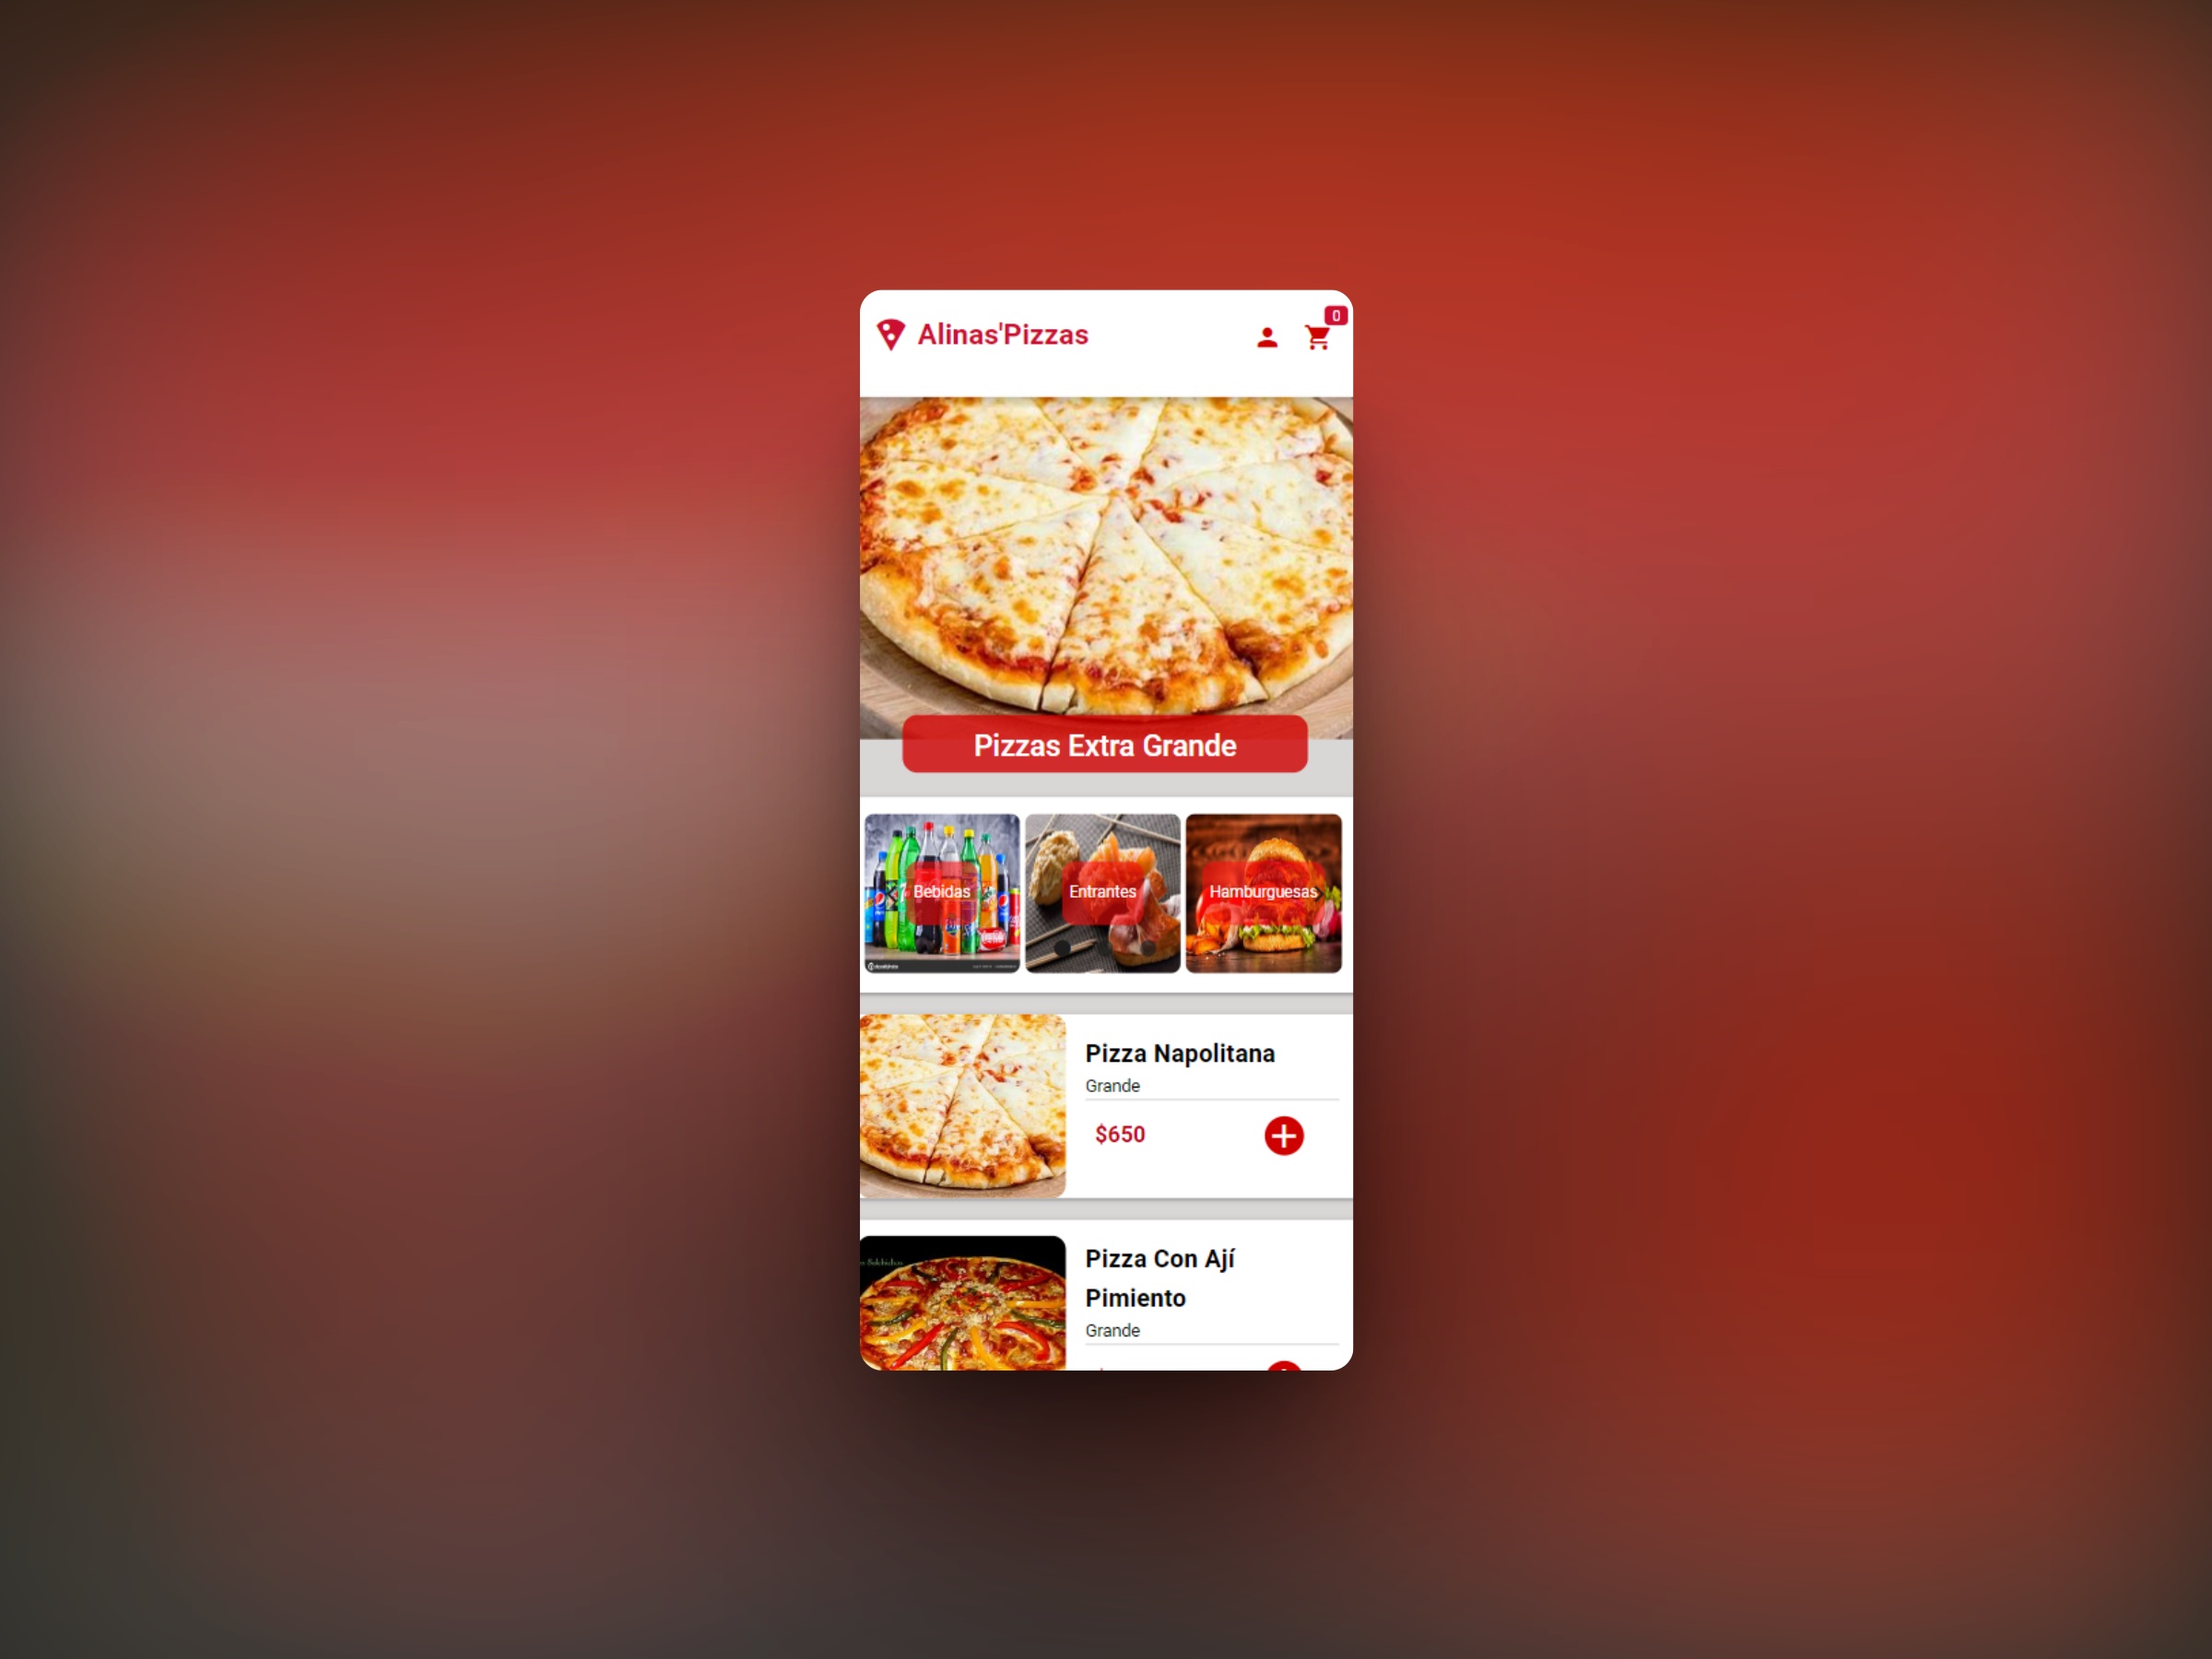 Alinas'Pizzas
0
Pizzas Extra Grande
Bebidas
Entrantes
Hamburguesas
Pizza Napolitana
Grande
$650
Pizza Con Ají
Pimiento
Grande